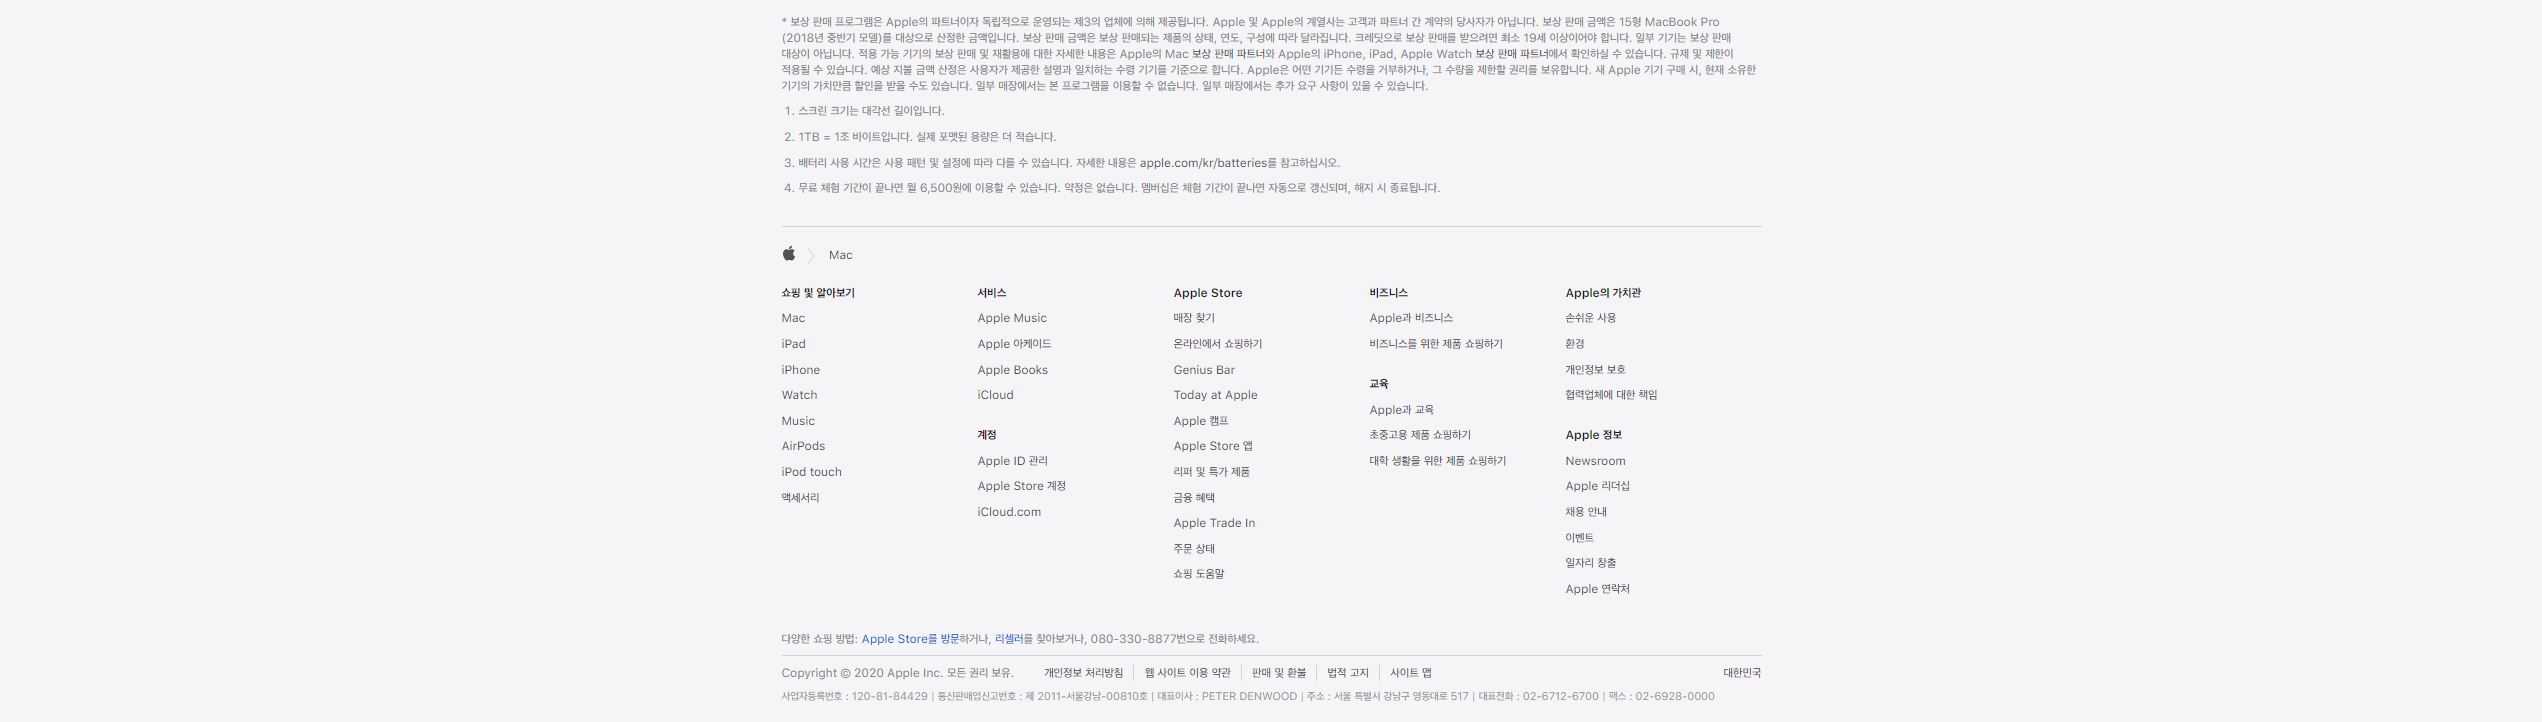 * 보상 판매 프로그램은 Apple의 파트너이자 독립적으로 운영되는 제3의 업체에 의해 제공됩니다. Apple 및 Apple의 계열사는 고객과 파트너 간 계약의 당사자가 아닙니다. 보상 판매 금액은 15형 MacBook Pro
(2018년 중반기 모델)를 대상으로 산정한 금액입니다. 보상 판매 금액은 보상 판매되는 제품의 상태, 연도, 구성에 따라 달라집니다. 크레딧으로 보상 판매를 받으려면 최소 19세 이상이어야 합니다. 일부 기기는 보상 판매
대상이 아닙니다. 적용 가능 기기의 보상 판매 및 재활용에 대한 자세한 내용은 Apple의 Mac 보상 판매 파트너와 Apple의 iPhone, iPad, Apple Watch 보상 판매 파트너에서 확인하실 수 있습니다. 규제 및 제한이
적용될 수 있습니다. 예상 지불 금액 산정은 사용자가 제공한 설명과 일치하는 수령 기기를 기준으로 합니다. Apple은 어떤 기기든 수령을 거부하거나, 그 수량을 제한할 권리를 보유합니다. 새 Apple 기기 구매 시, 현재 소유한
기기의 가치만큼 할인을 받을 수도 있습니다. 일부 매장에서는 본 프로그램을 이용할 수 없습니다. 일부 매장에서는 추가 요구 사항이 있을 수 있습니다.
1. 스크린 크기는 대각선 길이입니다.
2. 1TB = 1조 바이트입니다. 실제 포맷된 용량은 더 적습니다.
3. 배터리 사용 시간은 사용 패턴 및 설정에 따라 다를 수 있습니다. 자세한 내용은 apple.com/kr/batteries를 참고하십시오.
4. 무료 체험 기간이 끝나면 월 6,500원에 이용할 수 있습니다. 약정은 없습니다. 멤버십은 체험 기간이 끝나면 자동으로 갱신되며, 해지 시 종료됩니다.
Mac
쇼핑 및 알아보기
Mac
iPad
iPhone
Watch
Music
AirPods
iPod touch
액세서리
서비스
Apple Music
Apple 아케이드
Apple Books
iCloud
계정
Apple ID 관리
Apple Store 계정
iCloud.com
Apple Store
매장 찾기
온라인에서 쇼핑하기
Genius Bar
Today at Apple
Apple 캠프
Apple Store 앱
리퍼 및 특가 제품
금융 혜택
Apple Trade In
주문 상태
쇼핑 도움말
비즈니스
Apple과 비즈니스
비즈니스를 위한 제품 쇼핑하기
교육
Apple과 교육
초중고용 제품 쇼핑하기
대학 생활을 위한 제품 쇼핑하기
Apple의 가치관
손쉬운 사용
환경
개인정보 보호
협력업체에 대한 책임
Apple 정보
Newsroom
Apple 리더십
채용 안내
이벤트
일자리 창출
Apple 연락처
다양한 쇼핑 방법: Apple Store를 방문하거나, 리셀러를 찾아보거나, 080-330-8877번으로 전화하세요.
Copyright © 2020 Apple Inc. 모든 권리 보유. 개인정보 처리방침 | 웹 사이트 이용 약관 | 판매 및 환불 | 법적 고지 | 사이트 맵 대한민국
사업자등록번호 : 120-81-84429 | 통신판매업신고번호 : 제 2011-서울강남-00810호 | 대표이사 : PETER DENWOOD | 주소 : 서울 특별시 강남구 영동대로 517 | 대표전화 : 02-6712-6700 | 팩스 : 02-6928-0000